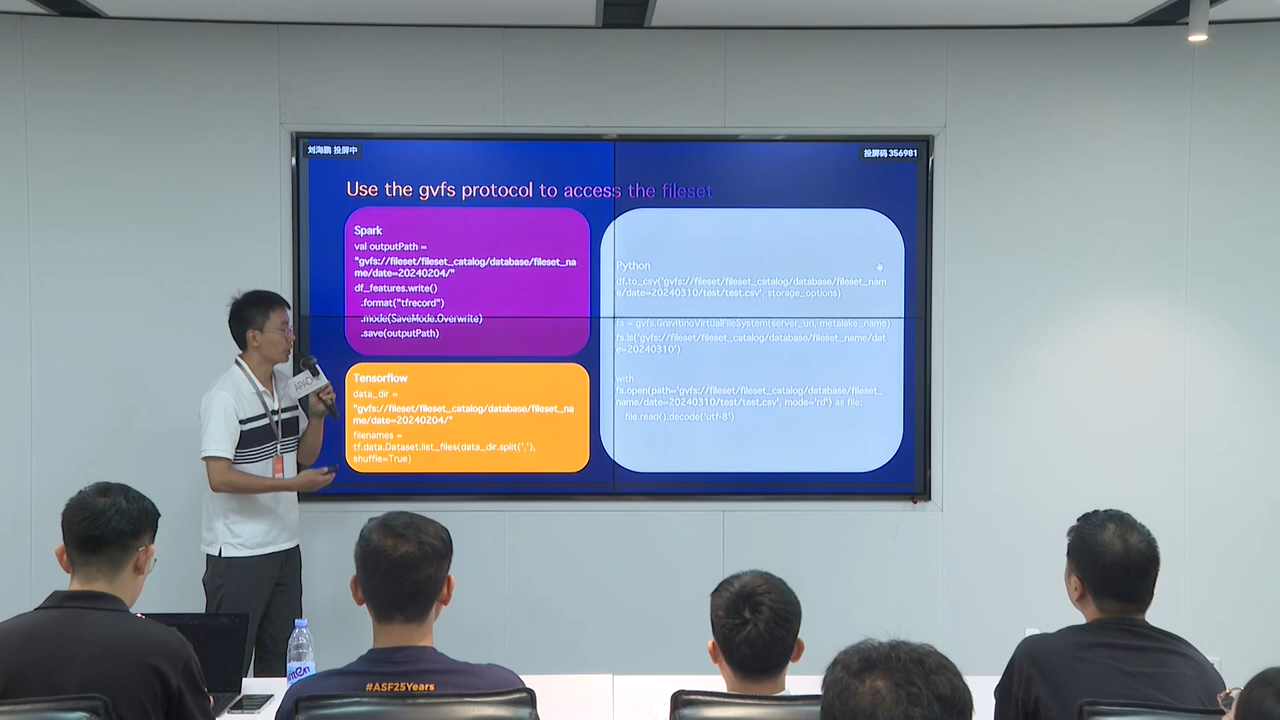 刘海鹏 投屏中
投屏码 356981
Use the gvfs protocol to access the fileset
Spark
val outputPath =
"gvfs://fileset/fileset_catalog/database/fileset_na
me/date=20240204/"
df_features.write()
.format("tfrecord")
.mode(SaveMode.Overwrite)
.save(outputPath)
Tensorflow
data_dir =
"gvfs://fileset/fileset_catalog/database/fileset_na
me/date=20240204/"
filenames =
tf.data.Dataset.list_files(data_dir.split(','),
shuffle=True)
Python
df.to_csv('gvfs://fileset/fileset_catalog/database/fileset_nam
e/date=20240310/test/test.csv', storage_options)
fs = gvfs.GravitinoVirtualFileSystem(server_uri, metalake_name)
fs.ls('gvfs://fileset/fileset_catalog/database/fileset_name/dat
e=20240310')
with
fs.open(path='gvfs://fileset/fileset_catalog/database/fileset_
name/date=20240310/test/test.csv', mode='rd') as file:
file.read().decode('utf-8')
#ASF25Years